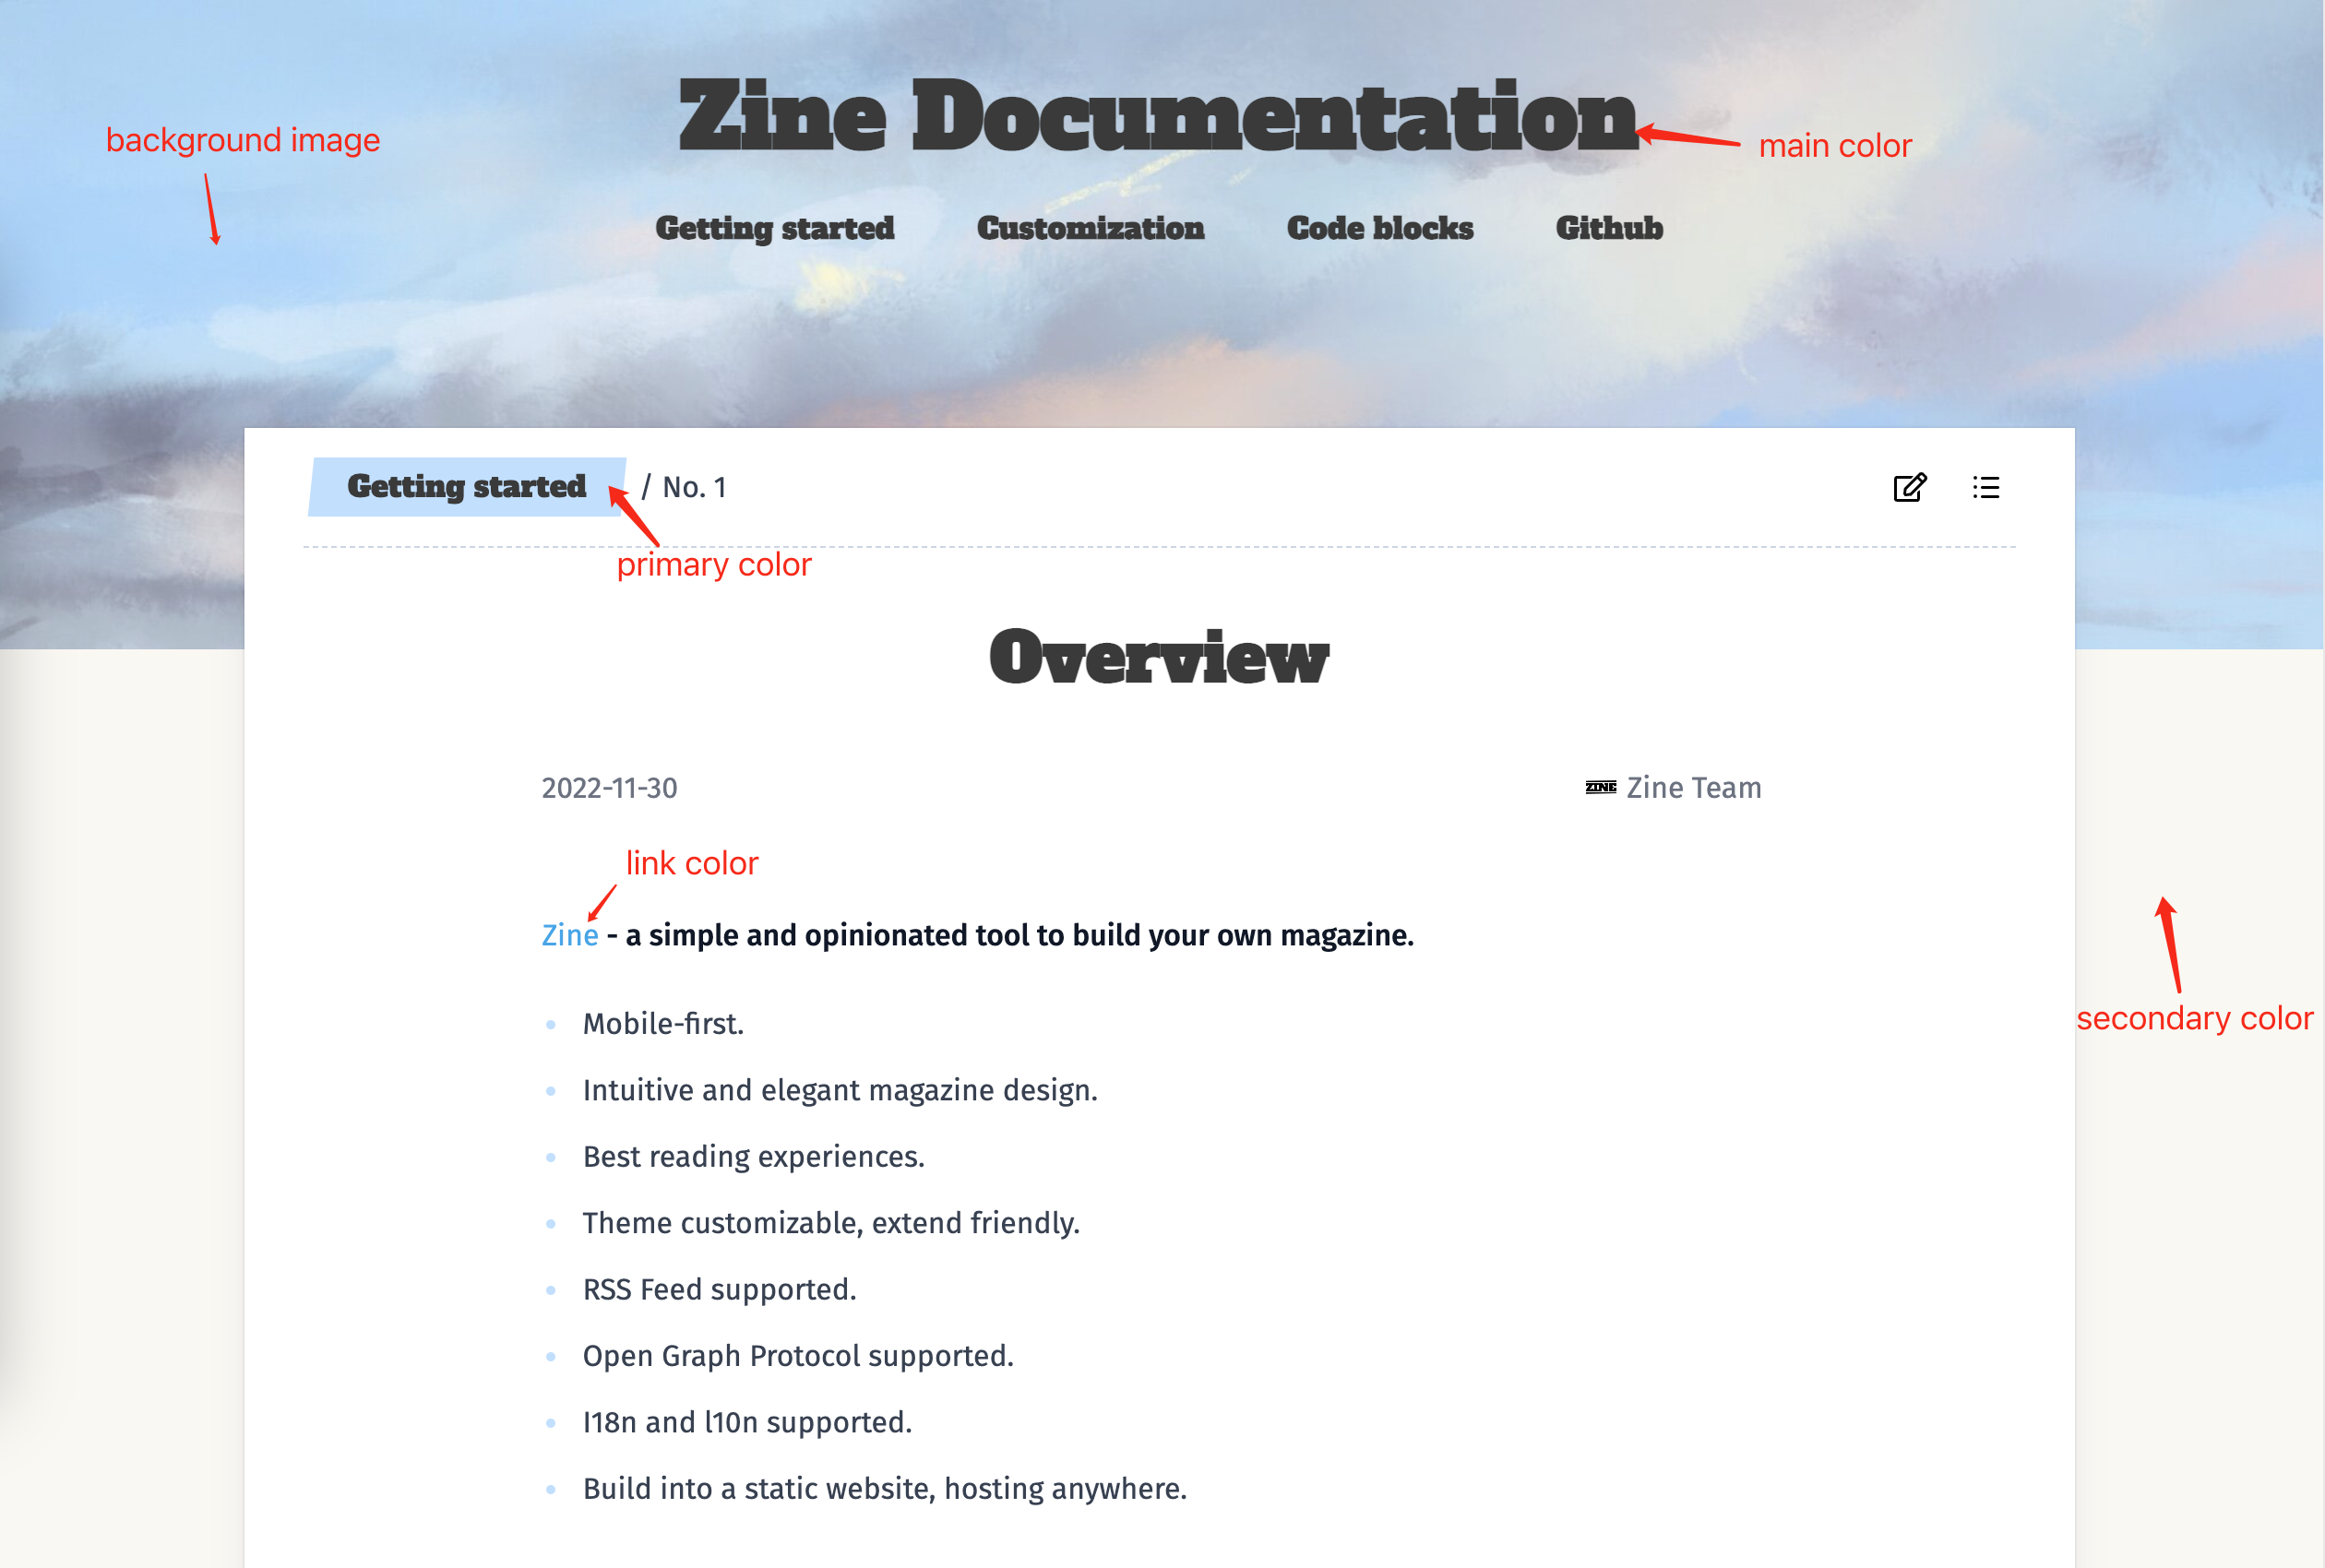 Zine Documentation
background image
main color
Getting started Customization Code blocks Github
Getting started / No. 1
primary color
Overview
2022-11-30 ZINE Zine Team
link color
Zine - a simple and opinionated tool to build your own magazine.
secondary color
Mobile-first.
Intuitive and elegant magazine design.
Best reading experiences.
Theme customizable, extend friendly.
RSS Feed supported.
Open Graph Protocol supported.
I18n and l10n supported.
Build into a static website, hosting anywhere.